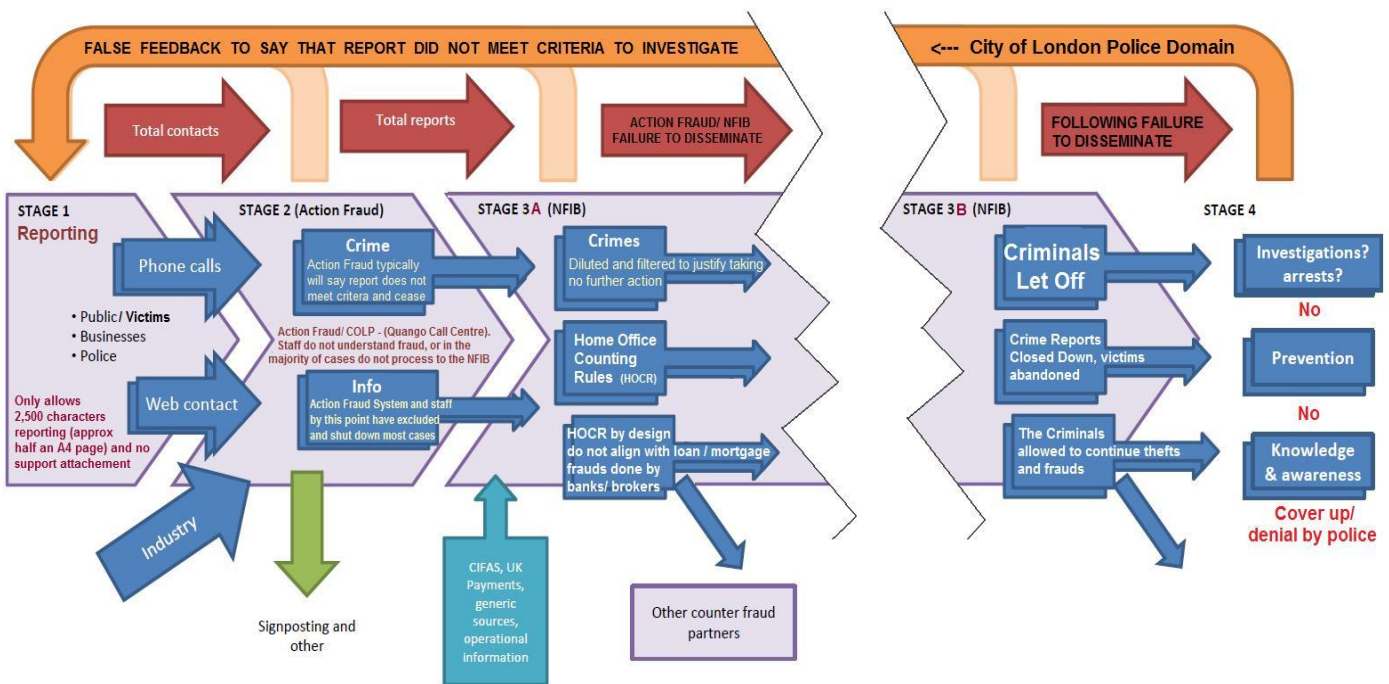 FALSE FEEDBACK TO SAY THAT REPORT DID NOT MEET CRITERIA TO INVESTIGATE
<--- City of London Police Domain
Total contacts
Total reports
ACTION FRAUD/ NFIB
FAILURE TO DISSEMINATE
FOLLOWING FAILURE
TO DISSEMINATE
STAGE 1
Reporting
Phone calls
• Public/ Victims
• Businesses
• Police
Web contact
Only allows
2,500 characters
reporting (approx
half an A4 page) and no
support attachement
Industry
STAGE 2 (Action Fraud)
Crime
Action Fraud typically
will say report does not
meet critera and cease
Action Fraud/ COLP - (Quango Call Centre).
Staff do not understand fraud, or in the
majority of cases do not process to the NFIB
Info
Action Fraud System and staff
by this point have excluded
and shut down most cases
Signposting and
other
STAGE 3A (NFIB)
Crimes
Diluted and filtered to justify taking
no further action
Home Office
Counting
Rules (HOCR)
HOCR by design
do not align with loan / mortgage
frauds done by
banks/ brokers
CIFAS, UK
Payments,
generic
sources,
operational
information
Other counter fraud
partners
STAGE 3B (NFIB)
Criminals
Let Off
Crime Reports
Closed Down, victims
abandoned
The Criminals
allowed to continue thefts
and frauds
STAGE 4
Investigations?
arrests?
No
Prevention
No
Knowledge
& awareness
Cover up/
denial by police